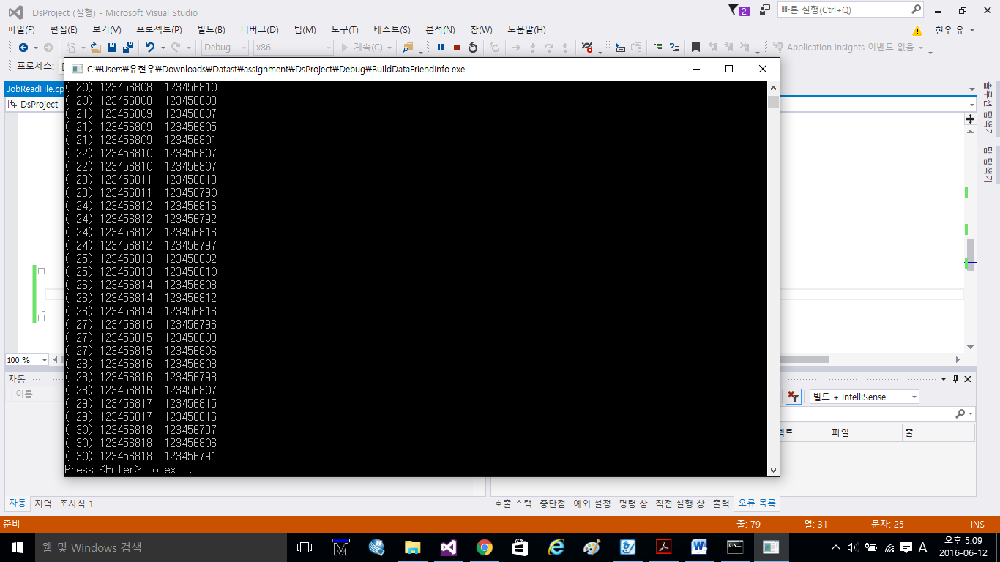 DsProject (실행) - Microsoft Visual Studio
2
빠른 실행(Ctrl+Q)
파일(F) 편집(E) 보기(V) 프로젝트(P) 빌드(B) 디버그(D) 팀(M) 도구(T) 테스트(S) 분석(N) 창(W) 도움말(H)
현우 유
Debug x86 계속(C) Application Insights 이벤트 없음
프로세스:
C:₩Users₩유현우₩Downloads₩Datast₩assignment₩DsProject₩Debug₩BuildDataFriendInfo.exe
JobReadFile.cp
DsProject
( 20) 123456808 123456810
( 20) 123456808 123456803
( 21) 123456809 123456807
( 21) 123456809 123456805
( 21) 123456809 123456801
( 22) 123456810 123456807
( 22) 123456810 123456807
( 23) 123456811 123456818
( 23) 123456811 123456790
( 24) 123456812 123456816
( 24) 123456812 123456792
( 24) 123456812 123456816
( 24) 123456812 123456797
( 25) 123456813 123456802
( 25) 123456813 123456810
( 26) 123456814 123456803
( 26) 123456814 123456812
( 26) 123456814 123456816
( 27) 123456815 123456796
( 27) 123456815 123456803
( 27) 123456815 123456806
( 28) 123456816 123456808
( 28) 123456816 123456798
( 28) 123456816 123456807
( 29) 123456817 123456815
( 29) 123456817 123456816
( 30) 123456818 123456797
( 30) 123456818 123456806
( 30) 123456818 123456791
Press <Enter> to exit.
솔루션 탐색기
팀 탐색기
100 %
자동
이름
빌드 + IntelliSense
파일
줄
자동 지역 조사식 1
호출 스택 중단점 예외 설정 명령 창 직접 실행 창 출력 오류 목록
준비
줄: 79 열: 31 문자: 25 INS
웹 및 Windows 검색
A
오후 5:09
2016-06-12